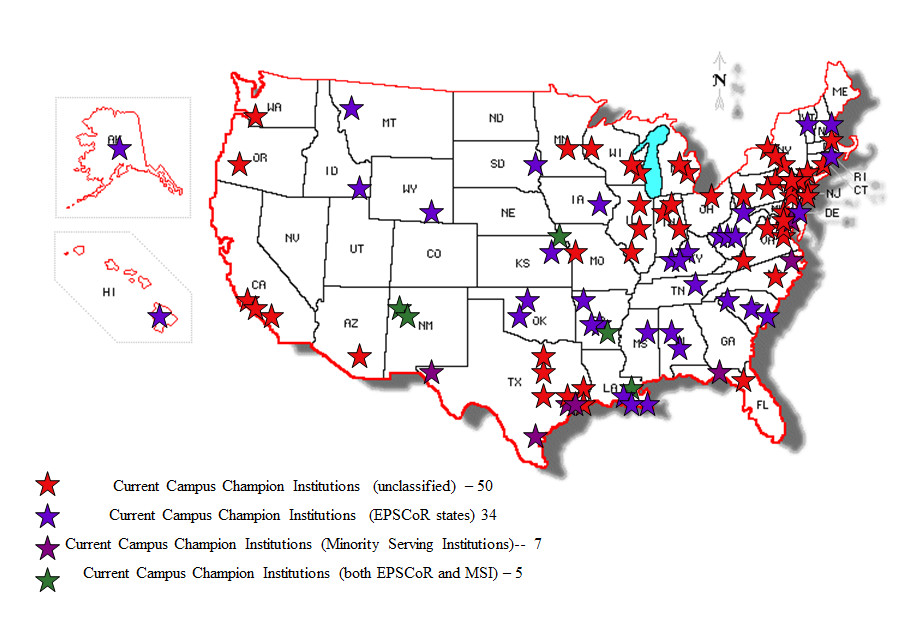 N
ME
WA
MT
ND
MN
VT
AK
OR
ID
SD
WI
NY
RI
CT
WY
IA
NJ
NE
OH
DE
NV
UT
CO
KS
MO
KY
VA
HI
CA
TN
AZ
NM
OK
MS
GA
TX
LA
FL
Current Campus Champion Institutions (unclassified) – 50
Current Campus Champion Institutions (EPSCoR states) 34
Current Campus Champion Institutions (Minority Serving Institutions)-- 7
Current Campus Champion Institutions (both EPSCoR and MSI) – 5